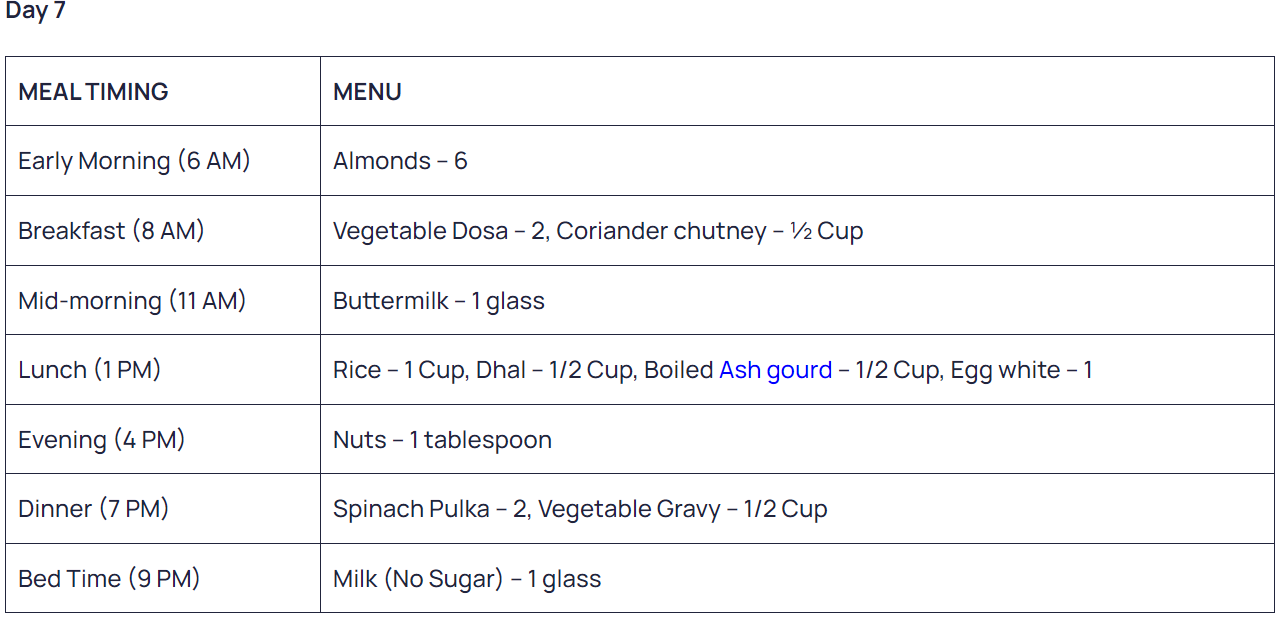 Day 7
MEAL TIMING MENU
Early Morning (6 AM) Almonds – 6
Breakfast (8 AM) Vegetable Dosa – 2, Coriander chutney – ½ Cup
Mid-morning (11 AM) Buttermilk – 1 glass
Lunch (1 PM) Rice – 1 Cup, Dhal – 1/2 Cup, Boiled Ash gourd – 1/2 Cup, Egg white – 1
Evening (4 PM) Nuts – 1 tablespoon
Dinner (7 PM) Spinach Pulka – 2, Vegetable Gravy – 1/2 Cup
Bed Time (9 PM) Milk (No Sugar) – 1 glass